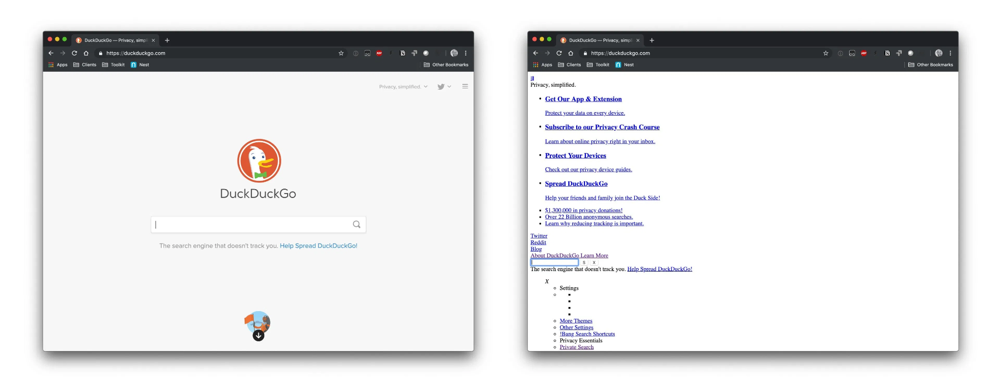 DuckDuckGo — Privacy, simpli
https://duckduckgo.com
ABP
Apps Clients Toolkit Nest Other Bookmarks
Privacy, simplified.
DuckDuckGo
The search engine that doesn't track you. Help Spread DuckDuckGo!
DuckDuckGo — Privacy, simpl
https://duckduckgo.com
ABP
Apps Clients Toolkit Nest Other Bookmarks
Privacy, simplified.
Get Our App & Extension
Protect your data on every device.
Subscribe to our Privacy Crash Course
Learn about online privacy right in your inbox.
Protect Your Devices
Check out our privacy device guides.
Spread DuckDuckGo
Help your friends and family join the Duck Side!
$1,300,000 in privacy donations!
Over 22 Billion anonymous searches.
Learn why reducing tracking is important.
Twitter
Reddit
Blog
About DuckDuckGo Learn More
S X
The search engine that doesn't track you. Help Spread DuckDuckGo!
X
Settings
More Themes
Other Settings
!Bang Search Shortcuts
Privacy Essentials
Private Search